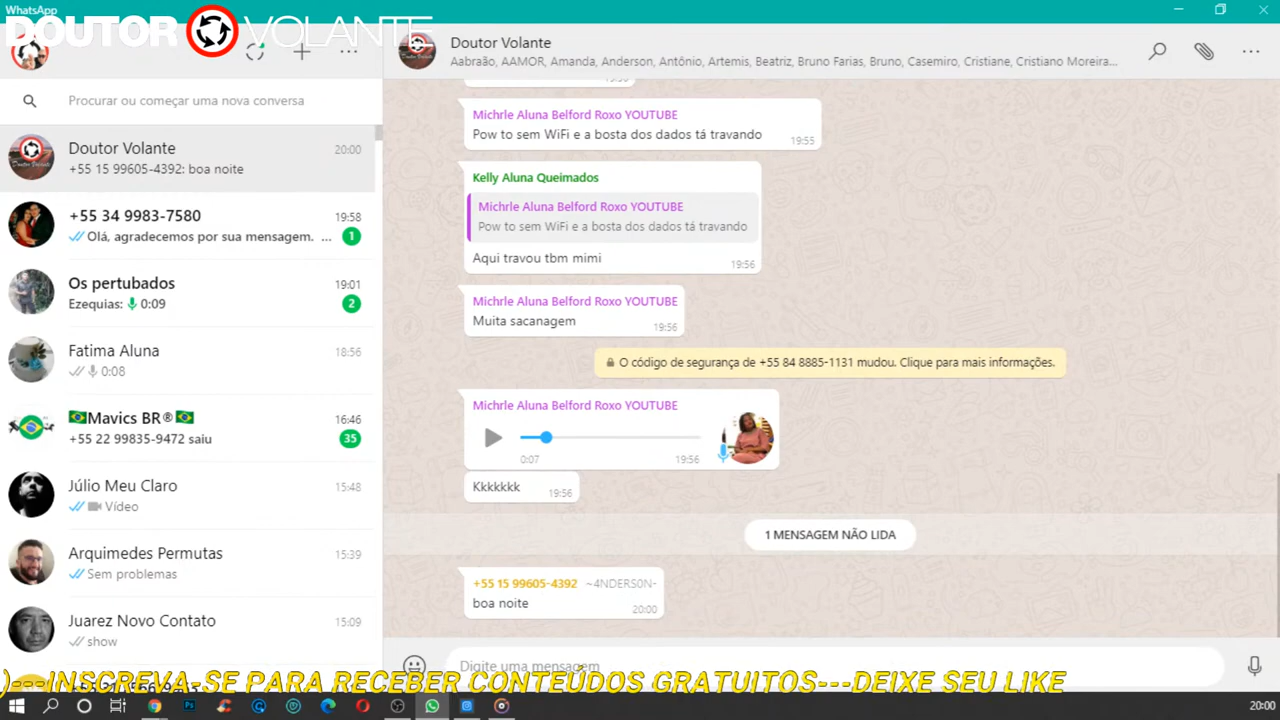 WhatsApp
DOUTOR VOLANTE
Procurar ou começar uma nova conversa
Doutor Volante
20:00
+55 15 99605-4392: boa noite
+55 34 9983-7580
19:58
Olá, agradecemos por sua mensagem. ...
1
Os pertubados
19:01
Ezequias: 0:09
2
Fatima Aluna
18:56
0:08
🇧🇷Mavics BR®🇧🇷
16:46
+55 22 99835-9472 saiu
35
Júlio Meu Claro
15:48
Vídeo
Arquimedes Permutas
15:39
Sem problemas
Juarez Novo Contato
15:09
show
Doutor Volante
Aabraão, AAMOR, Amanda, Anderson, Antônio, Artemis, Beatriz, Bruno Farias, Bruno, Casemiro, Cristiane, Cristiano Moreira...
Michrle Aluna Belford Roxo YOUTUBE
Pow to sem WiFi e a bosta dos dados tá travando
19:55
Kelly Aluna Queimados
Michrle Aluna Belford Roxo YOUTUBE
Pow to sem WiFi e a bosta dos dados tá travando
Aqui travou tbm mimi
19:56
Michrle Aluna Belford Roxo YOUTUBE
Muita sacanagem
19:56
O código de segurança de +55 84 8885-1131 mudou. Clique para mais informações.
Michrle Aluna Belford Roxo YOUTUBE
0:07
19:56
Kkkkkkk
19:56
1 MENSAGEM NÃO LIDA
+55 15 99605-4392 ~4NDERS0N-
boa noite
20:00
Digite uma mensagem
)---INSCREVA-SE PARA RECEBER CONTEÚDOS GRATUITOS---DEIXE SEU LIKE
20:00